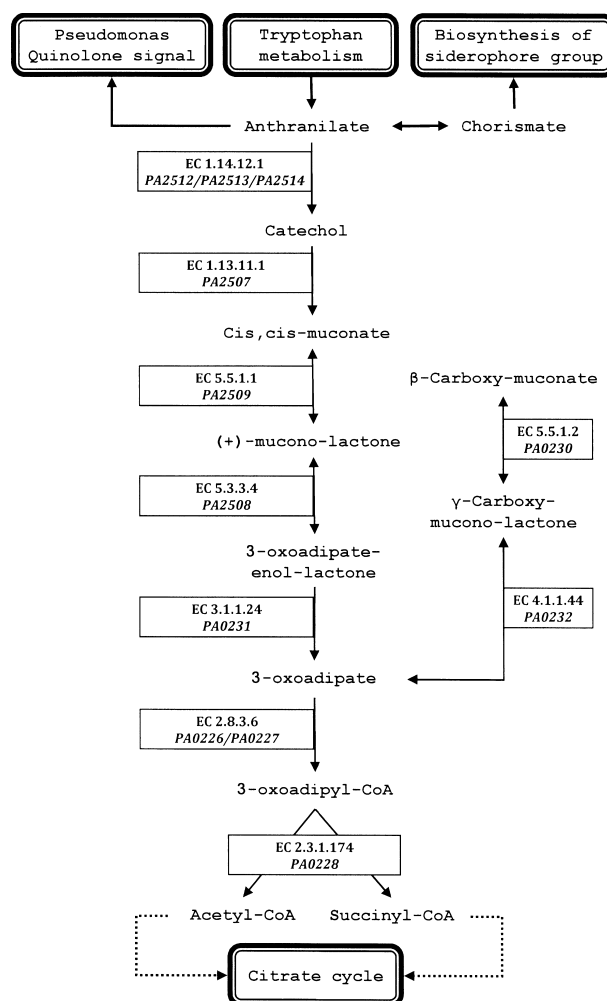 Pseudomonas
Quinolone signal
Tryptophan
metabolism
Biosynthesis of
siderophore group
Anthranilate
Chorismate
EC 1.14.12.1
PA2512/PA2513/PA2514
Catechol
EC 1.13.11.1
PA2507
Cis,cis-muconate
EC 5.5.1.1
PA2509
β-Carboxy-muconate
EC 5.5.1.2
PA0230
(+)-mucono-lactone
EC 5.3.3.4
PA2508
γ-Carboxy-
mucono-lactone
3-oxoadipate-
enol-lactone
EC 3.1.1.24
PA0231
EC 4.1.1.44
PA0232
3-oxoadipate
EC 2.8.3.6
PA0226/PA0227
3-oxoadipyl-CoA
EC 2.3.1.174
PA0228
Acetyl-CoA
Succinyl-CoA
Citrate cycle